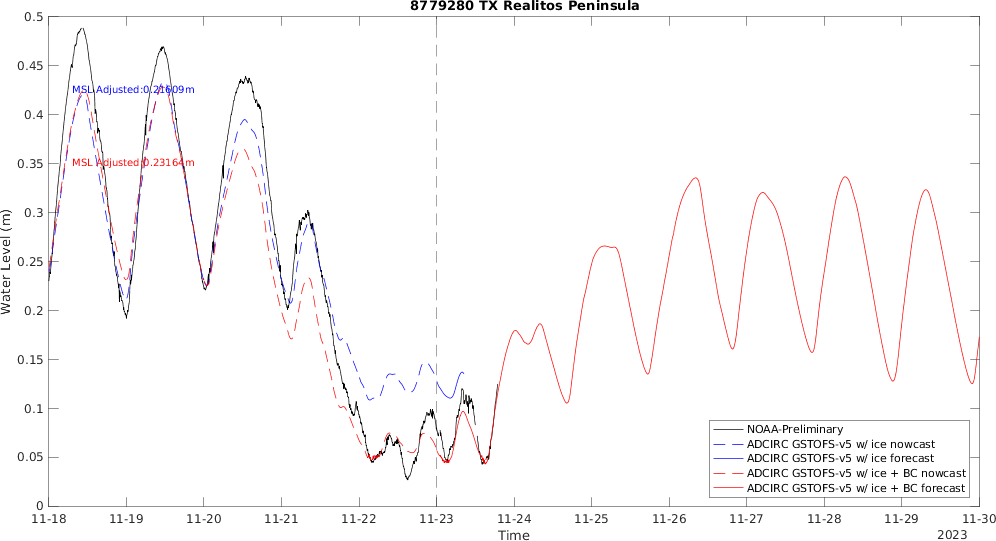 8779280 TX Realitos Peninsula
0.5
0.45
0.4
0.35
0.3
0.25
0.2
0.15
0.1
0.05
0
Water Level (m)
MSL Adjusted:0.21609m
MSL Adjusted:0.23164m
NOAA-Preliminary
ADCIRC GSTOFS-v5 w/ ice nowcast
ADCIRC GSTOFS-v5 w/ ice forecast
ADCIRC GSTOFS-v5 w/ ice + BC nowcast
ADCIRC GSTOFS-v5 w/ ice + BC forecast
11-18 11-19 11-20 11-21 11-22 11-23 11-24 11-25 11-26 11-27 11-28 11-29 11-30
Time
2023